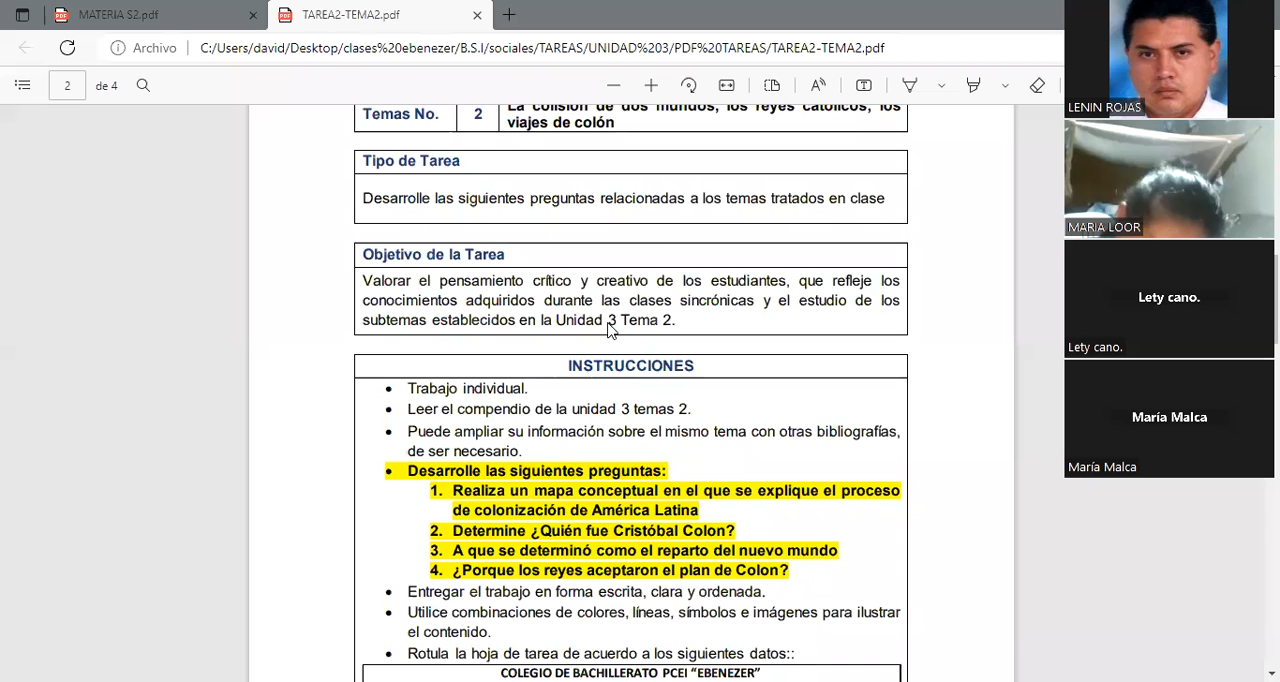 MATERIA S2.pdf
TAREA2-TEMA2.pdf
Archivo
C:/Users/david/Desktop/clases%20ebenezer/B.S.I/sociales/TAREAS/UNIDAD%203/PDF%20TAREAS/TAREA2-TEMA2.pdf
2
de 4
Temas No.
2
La colisión de dos mundos, los reyes católicos, los
viajes de colón
Tipo de Tarea
Desarrolle las siguientes preguntas relacionadas a los temas tratados en clase
Objetivo de la Tarea
Valorar el pensamiento crítico y creativo de los estudiantes, que refleje los
conocimientos adquiridos durante las clases sincrónicas y el estudio de los
subtemas establecidos en la Unidad 3 Tema 2.
INSTRUCCIONES
• Trabajo individual.
• Leer el compendio de la unidad 3 temas 2.
• Puede ampliar su información sobre el mismo tema con otras bibliografías,
de ser necesario.
• Desarrolle las siguientes preguntas:
1. Realiza un mapa conceptual en el que se explique el proceso
de colonización de América Latina
2. Determine ¿Quién fue Cristóbal Colon?
3. A que se determinó como el reparto del nuevo mundo
4. ¿Porque los reyes aceptaron el plan de Colon?
• Entregar el trabajo en forma escrita, clara y ordenada.
• Utilice combinaciones de colores, líneas, símbolos e imágenes para ilustrar
el contenido.
• Rotula la hoja de tarea de acuerdo a los siguientes datos::
COLEGIO DE BACHILLERATO PCEI “EBENEZER”
LENIN ROJAS
MARIA LOOR
Lety cano.
Lety cano.
María Malca
María Malca